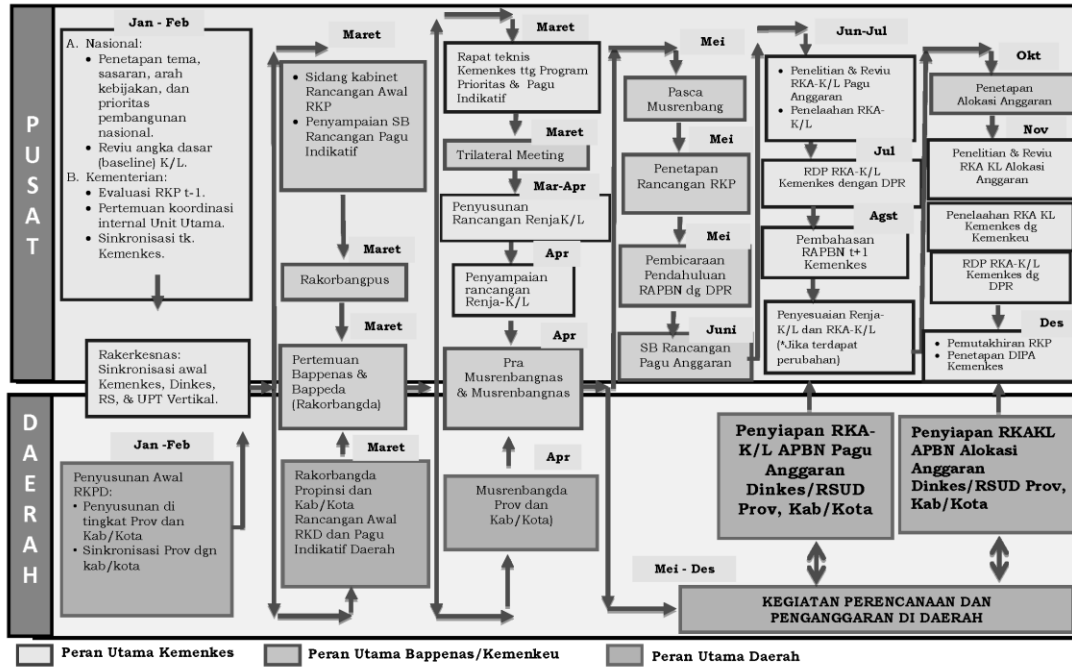 PUSAT
Jan - Feb
A. Nasional:
• Penetapan tema,
sasaran, arah
kebijakan, dan
prioritas
pembangunan
nasional.
• Reviu angka dasar
(baseline) K/L.
B. Kementerian:
• Evaluasi RKP t-1.
• Pertemuan koordinasi
internal Unit Utama.
• Sinkronisasi tk.
Kemenkes.
Rakerkesnas:
Sinkronisasi awal
Kemenkes, Dinkes,
RS, & UPT Vertikal.
Maret
• Sidang kabinet
Rancangan Awal
RKP
• Penyampaian SB
Rancangan Pagu
Indikatif
Maret
Rakorbangpus
Maret
Pertemuan
Bappenas &
Bappeda
(Rakorbangda)
Maret
Rapat teknis
Kemenkes ttg Program
Prioritas & Pagu
Indikatif
Maret
Trilateral Meeting
Mar-Apr
Penyusunan
Rancangan RenjaK/L
Apr
Penyampaian
rancangan
Renja-K/L
Apr
Pra
Musrenbangnas
& Musrenbangnas
Mei
Pasca
Musrenbang
Mei
Penetapan
Rancangan RKP
Mei
Pembicaraan
Pendahuluan
RAPBN dg DPR
Juni
SB Rancangan
Pagu Anggaran
Jun-Jul
• Penelitian & Reviu
RKA-K/L Pagu
Anggaran
• Penelaahan RKA-
K/L
Jul
RDP RKA-K/L
Kemenkes dengan DPR
Agst
Pembahasan
RAPBN t+1
Kemenkes
Penyesuaian Renja-
K/L dan RKA-K/L
(*Jika terdapat
perubahan)
Okt
Penetapan
Alokasi Anggaran
Nov
Penelitian & Reviu
RKA KL Alokasi
Anggaran
Penelaahan RKA KL
Kemenkes dg
Kemenkeu
RDP RKA-K/L
Kemenkes dg
DPR
Des
• Pemutakhiran RKP
• Penetapan DIPA
Kemenkes
DAERAH
Jan -Feb
Penyusunan Awal
RKPD:
• Penyusunan di
tingkat Prov dan
Kab/Kota
• Sinkronisasi Prov dgn
kab/kota
Maret
Rakorbangda
Propinsi dan
Kab/Kota
Rancangan Awal
RKD dan Pagu
Indikatif Daerah
Apr
Musrenbangda
Prov dan
Kab/Kota)
Penyiapan RKA-
K/L APBN Pagu
Anggaran
Dinkes/RSUD
Prov, Kab/Kota
Penyiapan RKAKL
APBN Alokasi
Anggaran
Dinkes/RSUD Prov,
Kab/Kota
Mei - Des
KEGIATAN PERENCANAAN DAN
PENGANGGARAN DI DAERAH
Peran Utama Kemenkes
Peran Utama Bappenas/Kemenkeu
Peran Utama Daerah